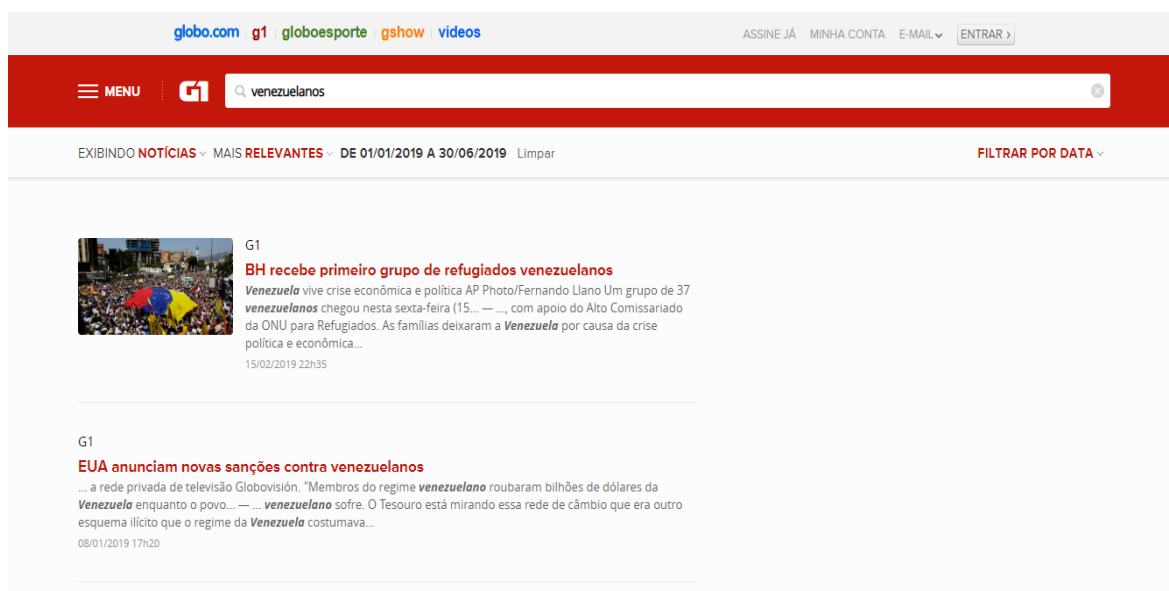 globo.com g1 globoesporte gshow vídeos ASSINE JÁ MINHA CONTA E-MAIL ENTRAR ›
MENU G1 venezuelanos
EXIBINDO NOTÍCIAS MAIS RELEVANTES DE 01/01/2019 A 30/06/2019 Limpar FILTRAR POR DATA
G1
BH recebe primeiro grupo de refugiados venezuelanos
Venezuela vive crise econômica e política AP Photo/Fernando Llano Um grupo de 37
venezuelanos chegou nesta sexta-feira (15... — ..., com apoio do Alto Comissariado
da ONU para Refugiados. As famílias deixaram a Venezuela por causa da crise
política e econômica...
15/02/2019 22h35
G1
EUA anunciam novas sanções contra venezuelanos
... a rede privada de televisão Globovisión. "Membros do regime venezuelano roubaram bilhões de dólares da
Venezuela enquanto o povo... — ... venezuelano sofre. O Tesouro está mirando essa rede de câmbio que era outro
esquema ilícito que o regime da Venezuela costumava...
08/01/2019 17h20